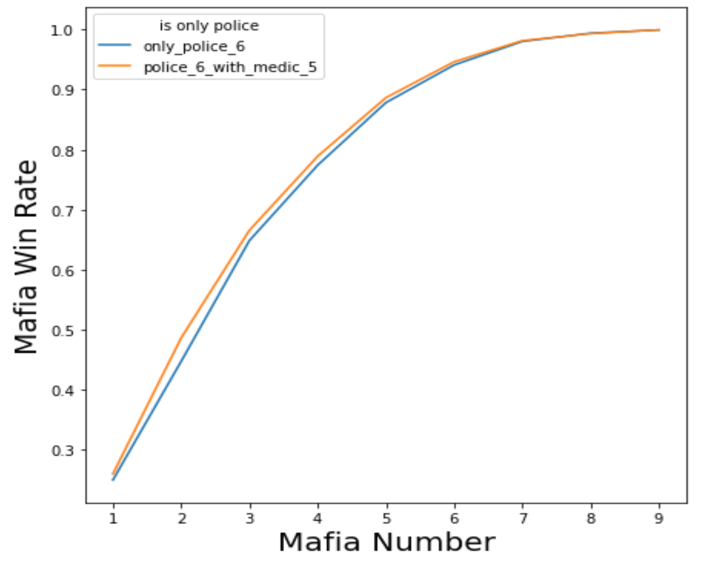 is only police
only_police_6
police_6_with_medic_5
Mafia Win Rate
1.0
0.9
0.8
0.7
0.6
0.5
0.4
0.3
1 2 3 4 5 6 7 8 9
Mafia Number